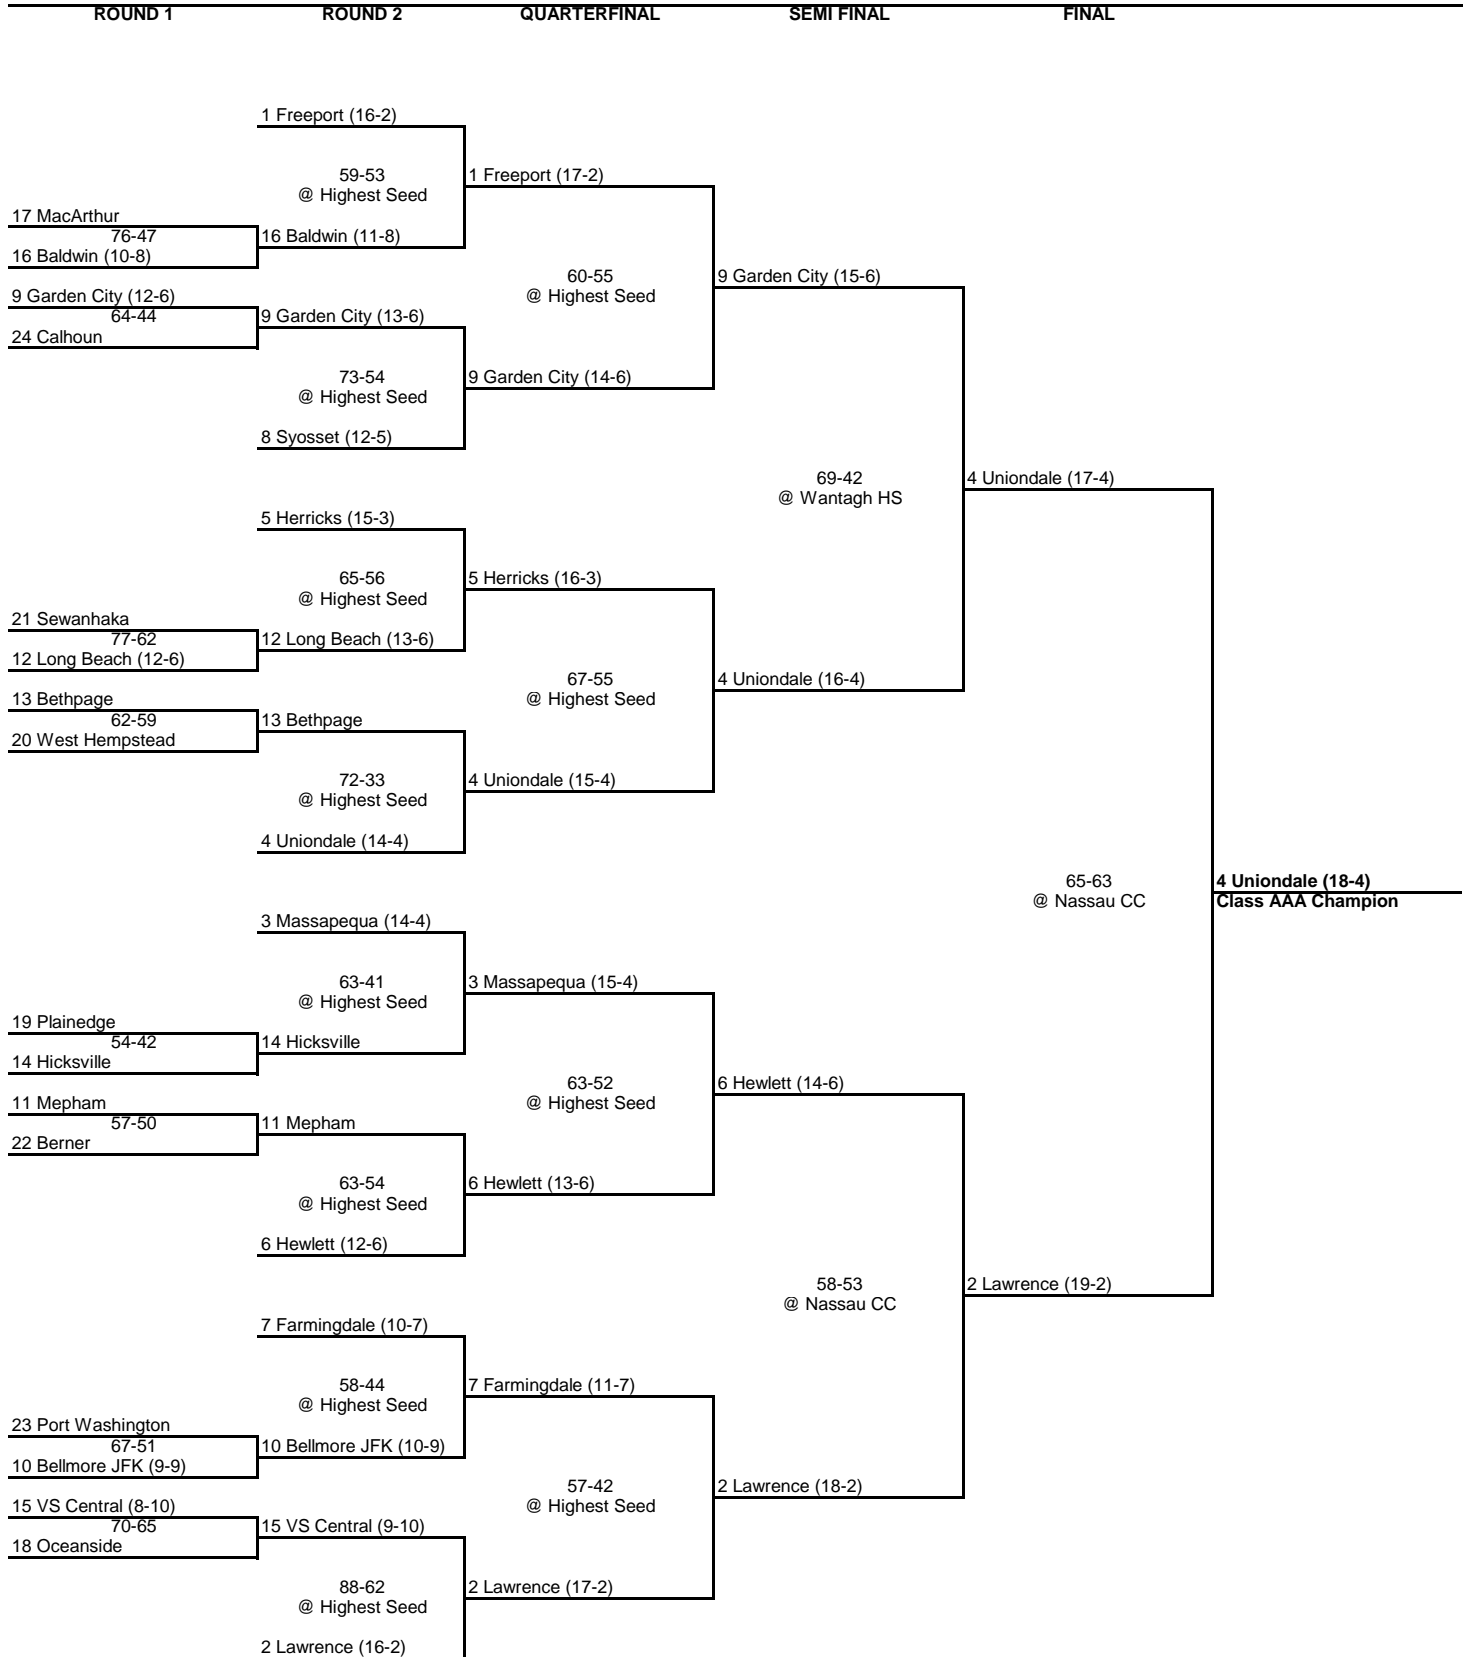 ROUND 1 ROUND 2 QUARTERFINAL SEMI FINAL FINAL
1 Freeport (16-2)
59-53 1 Freeport (17-2)
@ Highest Seed
17 MacArthur
76-47 16 Baldwin (11-8)
16 Baldwin (10-8)
60-55 9 Garden City (15-6)
@ Highest Seed
9 Garden City (12-6)
64-44 9 Garden City (13-6)
24 Calhoun
73-54 9 Garden City (14-6)
@ Highest Seed
8 Syosset (12-5)
69-42 4 Uniondale (17-4)
@ Wantagh HS
5 Herricks (15-3)
65-56 5 Herricks (16-3)
@ Highest Seed
21 Sewanhaka
77-62 12 Long Beach (13-6)
12 Long Beach (12-6)
67-55 4 Uniondale (16-4)
@ Highest Seed
13 Bethpage
62-59 13 Bethpage
20 West Hempstead
72-33 4 Uniondale (15-4)
@ Highest Seed
4 Uniondale (14-4)
65-63 4 Uniondale (18-4)
@ Nassau CC Class AAA Champion
3 Massapequa (14-4)
63-41 3 Massapequa (15-4)
@ Highest Seed
19 Plainedge
54-42 14 Hicksville
14 Hicksville
63-52 6 Hewlett (14-6)
@ Highest Seed
11 Mepham
57-50 11 Mepham
22 Berner
63-54 6 Hewlett (13-6)
@ Highest Seed
6 Hewlett (12-6)
58-53 2 Lawrence (19-2)
@ Nassau CC
7 Farmingdale (10-7)
58-44 7 Farmingdale (11-7)
@ Highest Seed
23 Port Washington
67-51 10 Bellmore JFK (10-9)
10 Bellmore JFK (9-9)
57-42 2 Lawrence (18-2)
@ Highest Seed
15 VS Central (8-10)
70-65 15 VS Central (9-10)
18 Oceanside
88-62 2 Lawrence (17-2)
@ Highest Seed
2 Lawrence (16-2)